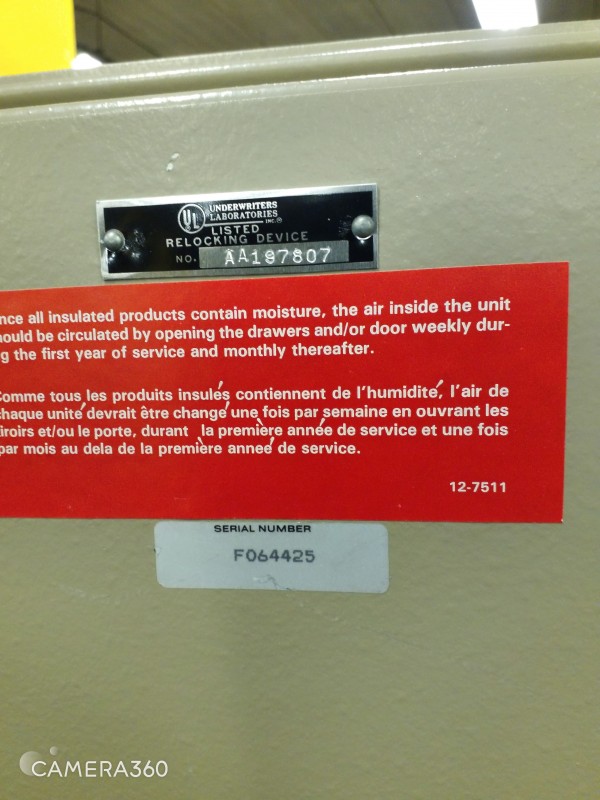 UL UNDERWRITERS
LABORATORIES
INC.®
LISTED
RELOCKING DEVICE
NO. AA197807
nce all insulated products contain moisture, the air inside the unit
hould be circulated by opening the drawers and/or door weekly dur-
g the first year of service and monthly thereafter.
Comme tous les produits insulés contiennent de l'humidité, l'air de
chaque unité devrait être changé une fois par semaine en ouvrant les
tiroirs et/ou le porte, durant la première année de service et une fois
par mois au dela de la première anneé de service.
12-7511
SERIAL NUMBER
F064425
CAMERA360